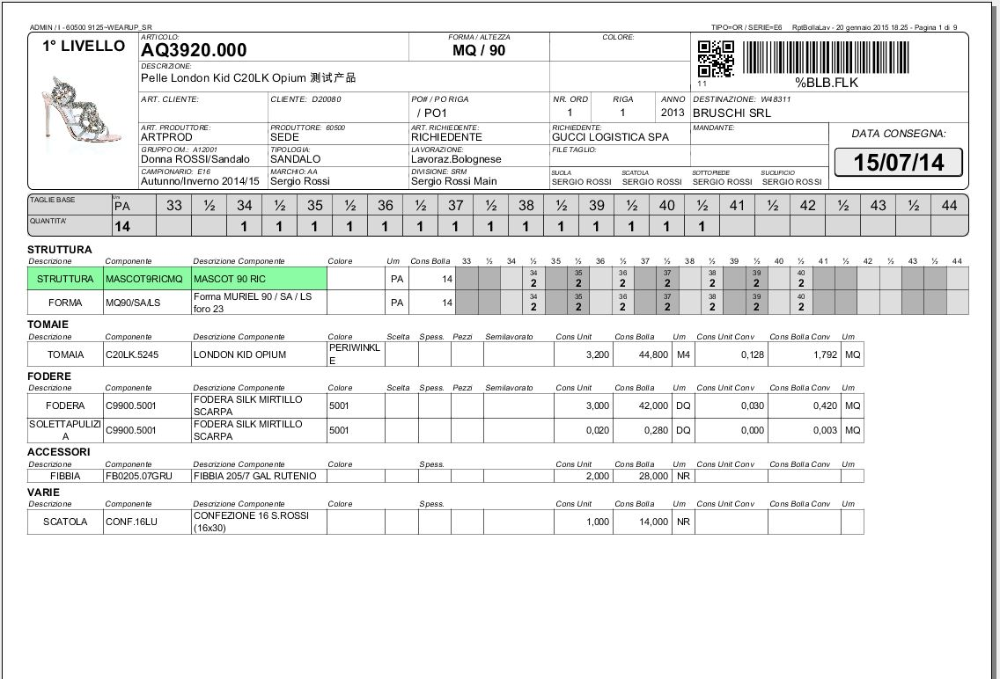 ADMIN / I - 60500 9125~WEARUP_SR TIPO=OR / SERIE=E6 RptBollaLav - 20 gennaio 2015 18.25 - Pagina 1 di 9
1° LIVELLO
ARTICOLO: FORMA / ALTEZZA COLORE:
AQ3920.000 MQ / 90
DESCRIZIONE:
Pelle London Kid C20LK Opium 测试产品
11 %BLB.FLK
ART. CLIENTE: CLIENTE: D20080 PO# / PO RIGA NR. ORD RIGA ANNO DESTINAZIONE: W48311
/ PO1 1 1 2013 BRUSCHI SRL
ART. PRODUTTORE: PRODUTTORE: 60500 ART. RICHIEDENTE: RICHIEDENTE: MANDANTE:
ARTPROD SEDE RICHIEDENTE GUCCI LOGISTICA SPA
DATA CONSEGNA:
GRUPPO OM.: A12001 TIPOLOGIA: LAVORAZIONE: FILE TAGLIO:
Donna ROSSI/Sandalo SANDALO Lavoraz.Bolognese
15/07/14
CAMPIONARIO: E16 MARCHIO: AA DIVISIONE: SRM SUOLA SCATOLA SOTTOPIEDE SUOLIFICIO
Autunno/Inverno 2014/15 Sergio Rossi Sergio Rossi Main SERGIO ROSSI SERGIO ROSSI SERGIO ROSSI SERGIO ROSSI
TAGLIE BASE Um PA 33 ½ 34 ½ 35 ½ 36 ½ 37 ½ 38 ½ 39 ½ 40 ½ 41 ½ 42 ½ 43 ½ 44
QUANTITA' 14 1 1 1 1 1 1 1 1 1 1 1 1 1 1
STRUTTURA
Descrizione Componente Descrizione Componente Colore Um Cons Bolla 33 ½ 34 ½ 35 ½ 36 ½ 37 ½ 38 ½ 39 ½ 40 ½ 41 ½ 42 ½ 43 ½ 44
34 35 36 37 38 39 40
STRUTTURA MASCOT9RICMQ MASCOT 90 RIC PA 14 2 2 2 2 2 2 2
34 35 36 37 38 39 40
FORMA MQ90/SA/LS Forma MURIEL 90 / SA / LS PA 14 2 2 2 2 2 2 2
foro 23
TOMAIE
Descrizione Componente Descrizione Componente Colore Scelta Spess. Pezzi Semilavorato Cons Unit Cons Bolla Um Cons Unit Conv Cons Bolla Conv Um
TOMAIA C20LK.5245 LONDON KID OPIUM PERIWINKL 3,200 44,800 M4 0,128 1,792 MQ
E
FODERE
Descrizione Componente Descrizione Componente Colore Scelta Spess. Pezzi Semilavorato Cons Unit Cons Bolla Um Cons Unit Conv Cons Bolla Conv Um
FODERA C9900.5001 FODERA SILK MIRTILLO 5001 3,000 42,000 DQ 0,030 0,420 MQ
SCARPA
SOLETTAPULIZI C9900.5001 FODERA SILK MIRTILLO 5001 0,020 0,280 DQ 0,000 0,003 MQ
A SCARPA
ACCESSORI
Descrizione Componente Descrizione Componente Colore Spess. Cons Unit Cons Bolla Um Cons Unit Conv Cons Bolla Conv Um
FIBBIA FB0205.07GRU FIBBIA 205/7 GAL RUTENIO 2,000 28,000 NR
VARIE
Descrizione Componente Descrizione Componente Colore Spess. Cons Unit Cons Bolla Um Cons Unit Conv Cons Bolla Conv Um
SCATOLA CONF.16LU CONFEZIONE 16 S.ROSSI 1,000 14,000 NR
(16x30)